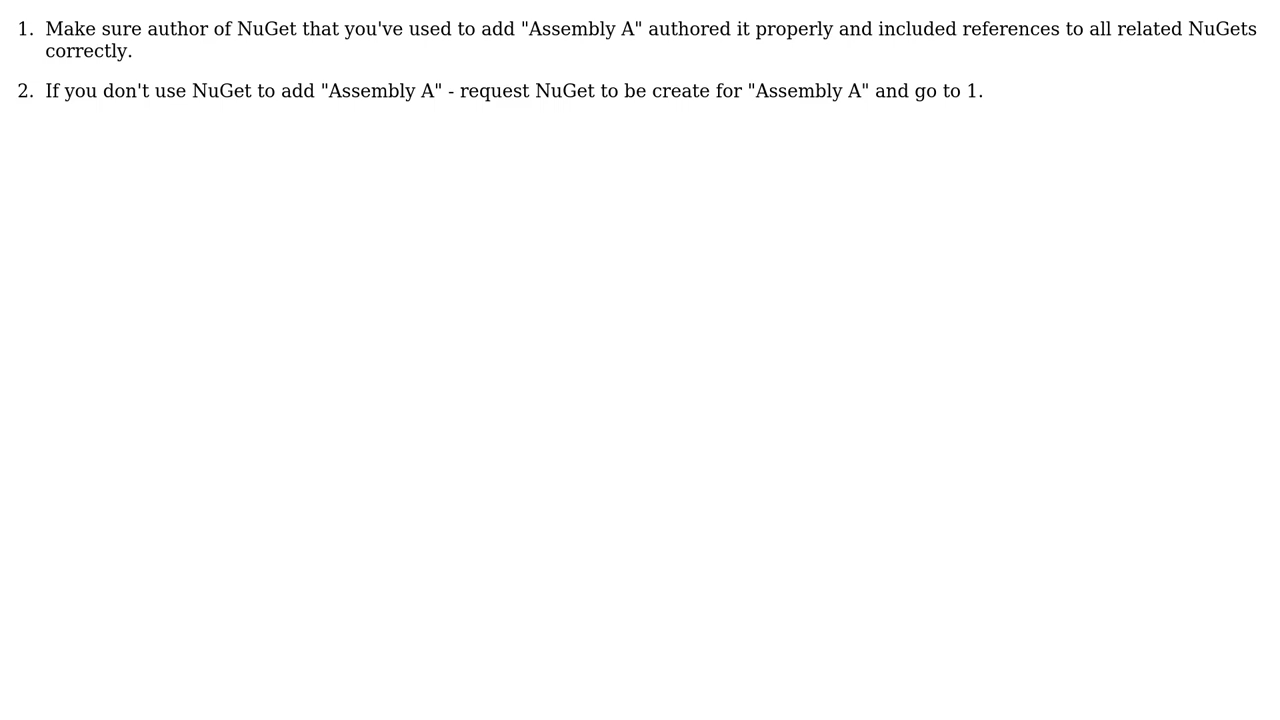 1. Make sure author of NuGet that you've used to add "Assembly A" authored it properly and included references to all related NuGets
correctly.
2. If you don't use NuGet to add "Assembly A" - request NuGet to be create for "Assembly A" and go to 1.